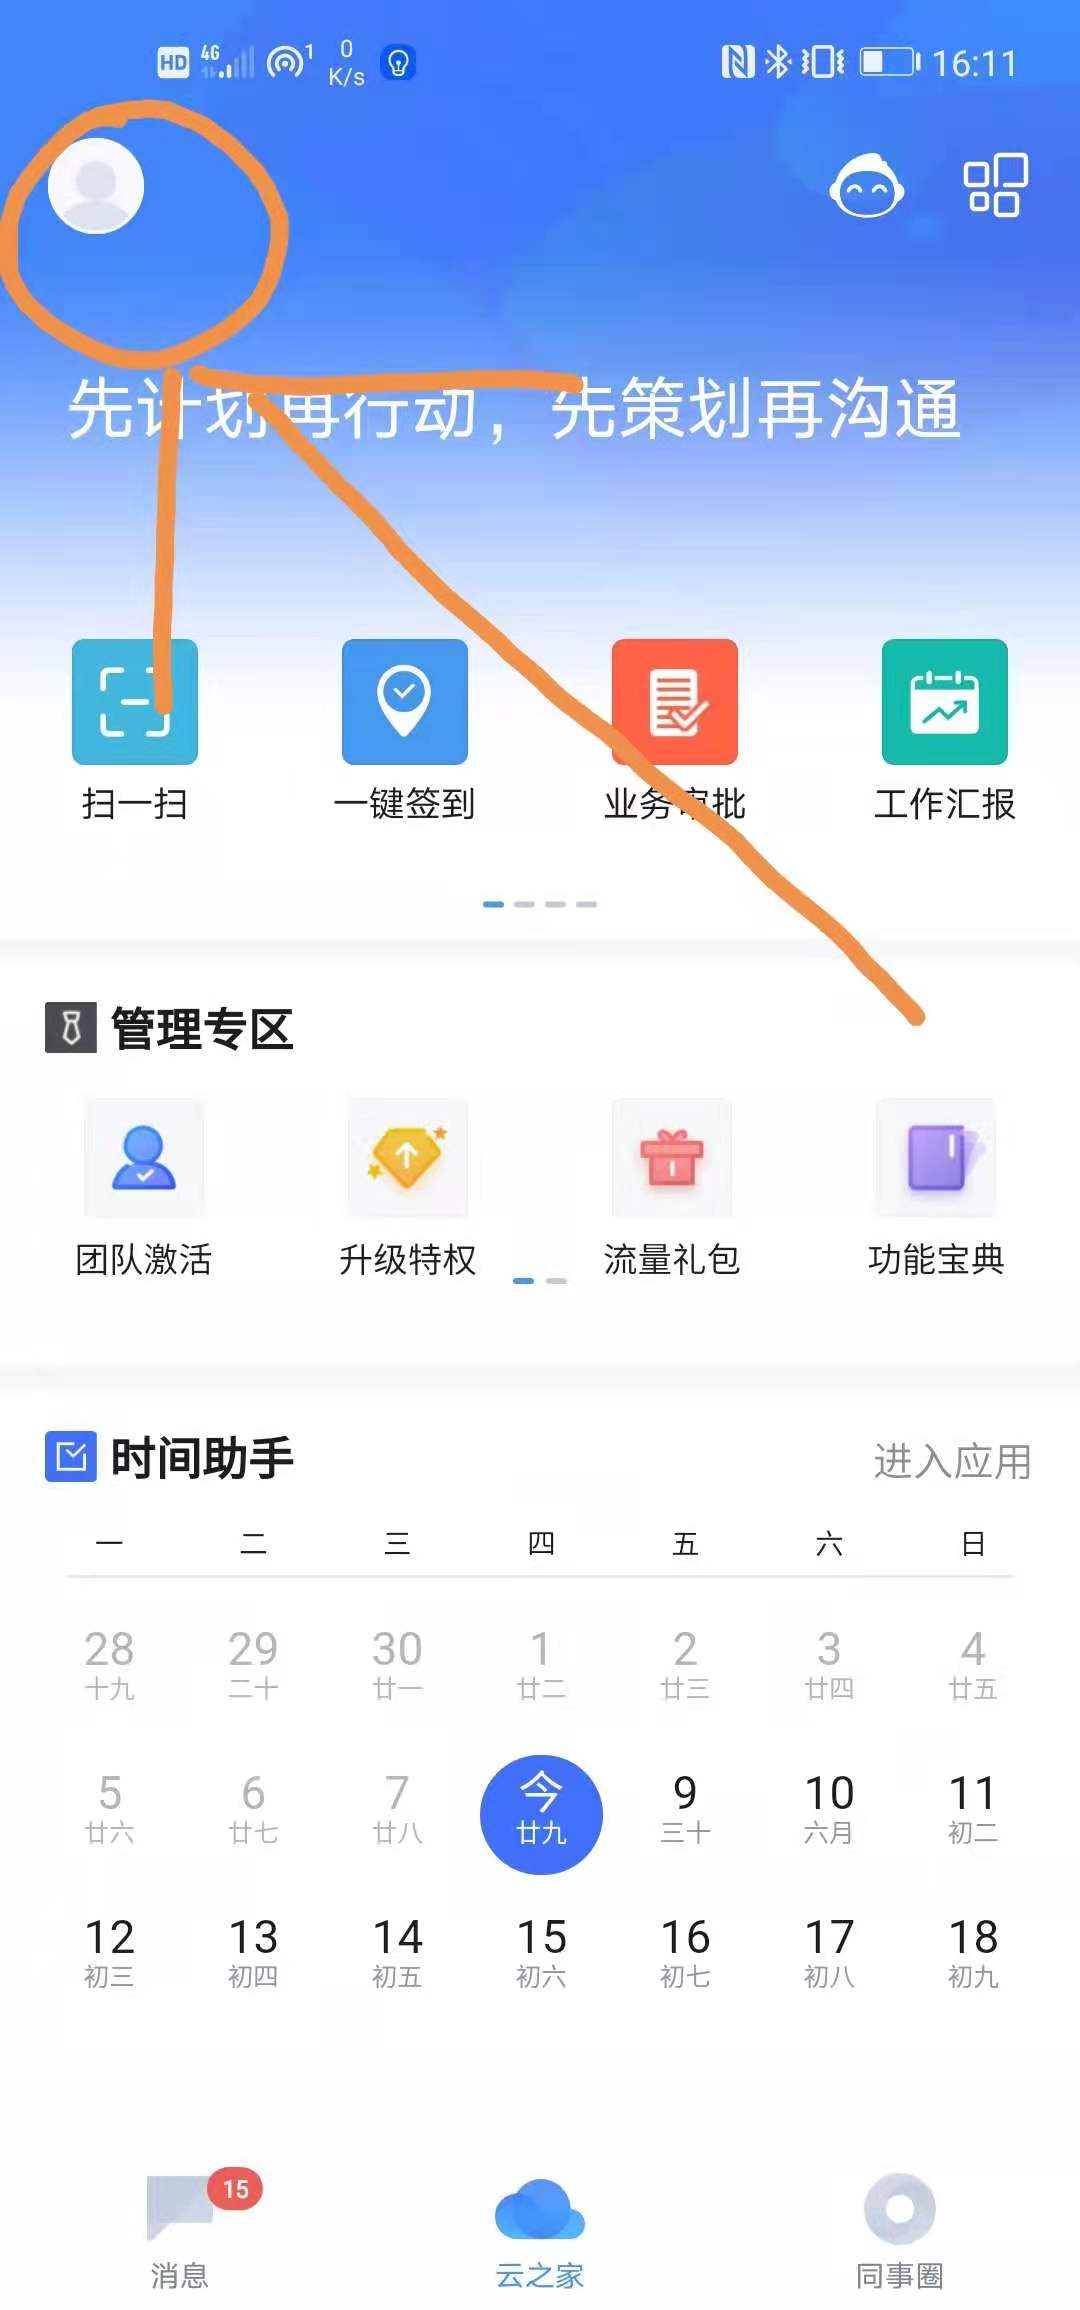 HD 4G 1 0 K/s 16:11
先计划再行动，先策划再沟通
扫一扫 一键签到 业务审批 工作汇报
管理专区
团队激活 升级特权 流量礼包 功能宝典
时间助手 进入应用
一 二 三 四 五 六 日
28 29 30 1 2 3 4
十九 二十 廿一 廿二 廿三 廿四 廿五
5 6 7 今 9 10 11
廿六 廿七 廿八 廿九 三十 六月 初二
12 13 14 15 16 17 18
初三 初四 初五 初六 初七 初八 初九
15
消息 云之家 同事圈